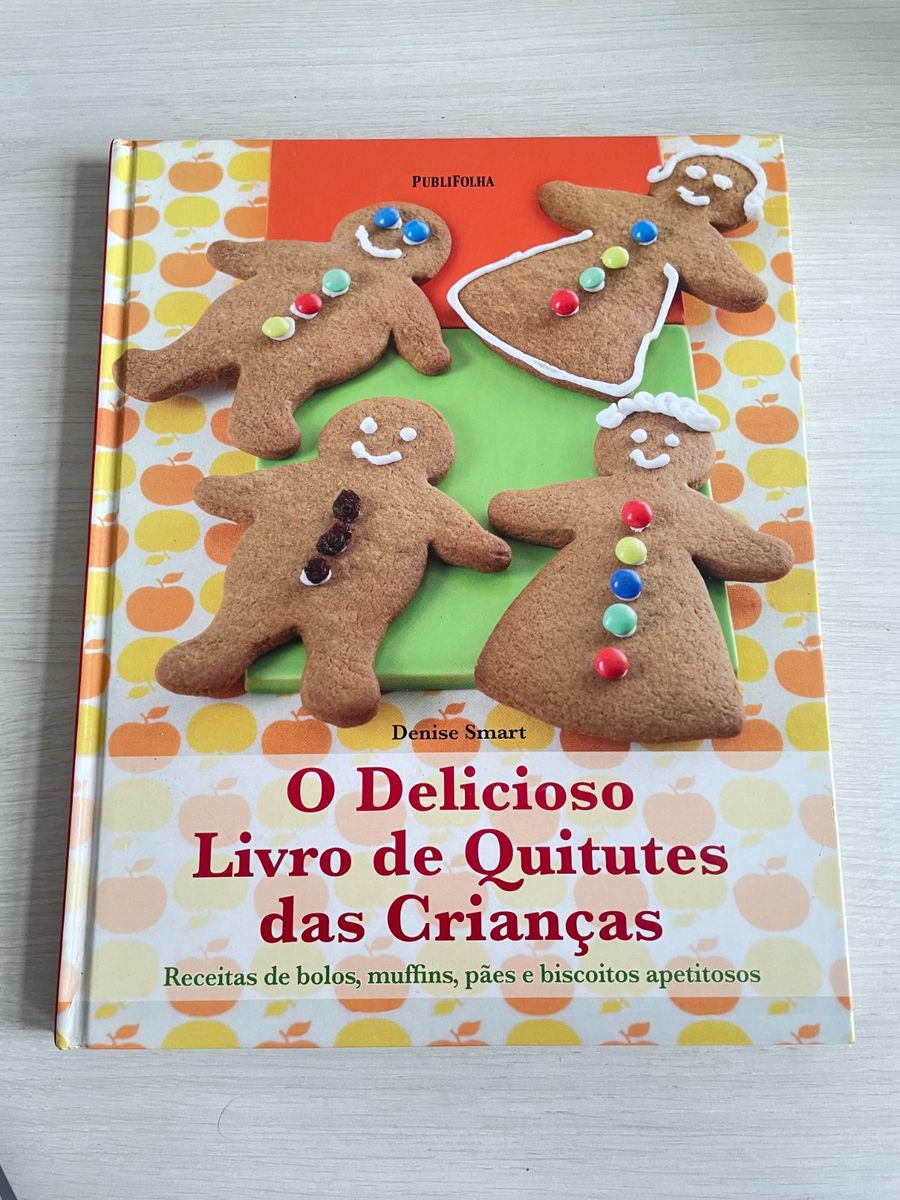 PUBLIFOLHA
Denise Smart
O Delicioso
Livro de Quitutes
das Crianças
Receitas de bolos, muffins, pães e biscoitos apetitosos